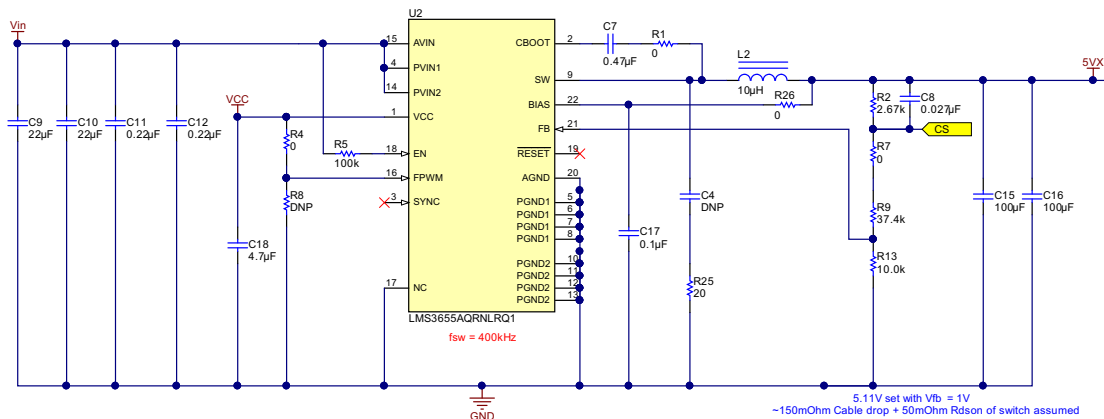 U2
Vin
15
AVIN
4
PVIN1
14
PVIN2
CBOOT
2
C7
0.47µF
R1
0
SW
9
L2
10µH
5VX
BIAS
22
R26
0
VCC
1
VCC
FB
21
R2
2.67k
C8
0.027µF
CS
C9
22µF
C10
22µF
C11
0.22µF
C12
0.22µF
R4
0
R5
100k
18
EN
RESET
19
R7
0
16
FPWM
AGND
20
R8
DNP
3
SYNC
PGND1
5
PGND1
6
PGND1
7
PGND1
8
C4
DNP
C15
100µF
C16
100µF
R9
37.4k
C17
0.1µF
C18
4.7µF
PGND2
10
PGND2
11
PGND2
12
PGND2
13
R13
10.0k
R25
20
17
NC
LMS3655AQRNLRQ1
fsw = 400kHz
GND
5.11V set with Vfb = 1V
~150mOhm Cable drop + 50mOhm Rdson of switch assumed